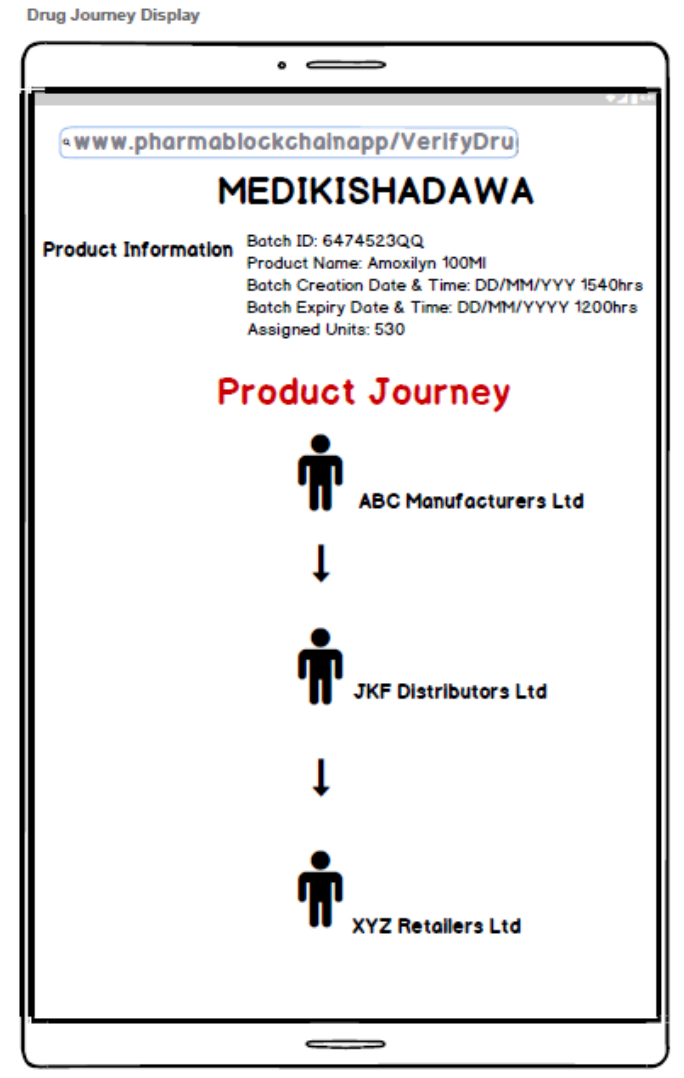 Drug Journey Display
www.pharmablockchainapp/VerifyDru
MEDIKISHADAWA
Product Information
Batch ID: 6474523QQ
Product Name: Amoxilyn 100Ml
Batch Creation Date & Time: DD/MM/YYY 1540hrs
Batch Expiry Date & Time: DD/MM/YYYY 1200hrs
Assigned Units: 530
Product Journey
ABC Manufacturers Ltd
JKF Distributors Ltd
XYZ Retailers Ltd